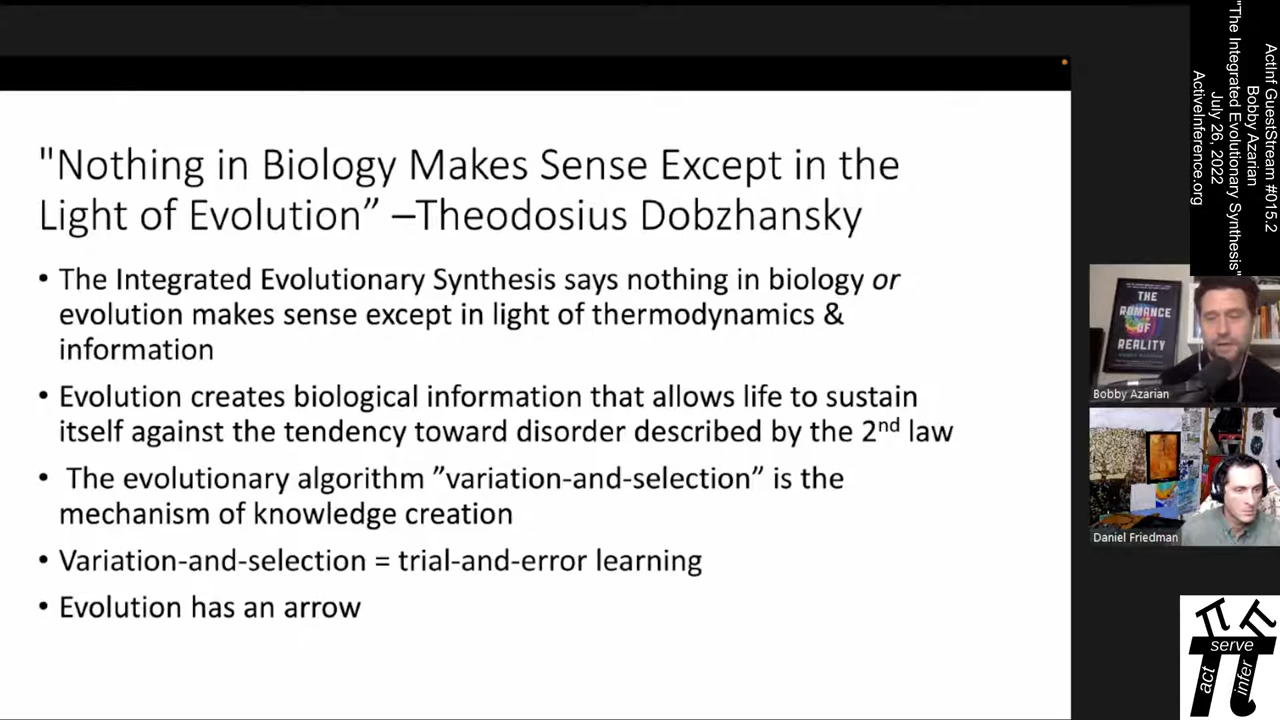 "Nothing in Biology Makes Sense Except in the
Light of Evolution” –Theodosius Dobzhansky
• The Integrated Evolutionary Synthesis says nothing in biology or
evolution makes sense except in light of thermodynamics &
information
• Evolution creates biological information that allows life to sustain
itself against the tendency toward disorder described by the 2nd law
• The evolutionary algorithm ”variation-and-selection” is the
mechanism of knowledge creation
• Variation-and-selection = trial-and-error learning
• Evolution has an arrow
ActInf GuestStream #015.2
Bobby Azarian
"The Integrated Evolutionary Synthesis"
July 26, 2022
ActiveInference.org
THE
ROMANCE
OF
REALITY
Bobby Azarian
Daniel Friedman
serve
act
infer